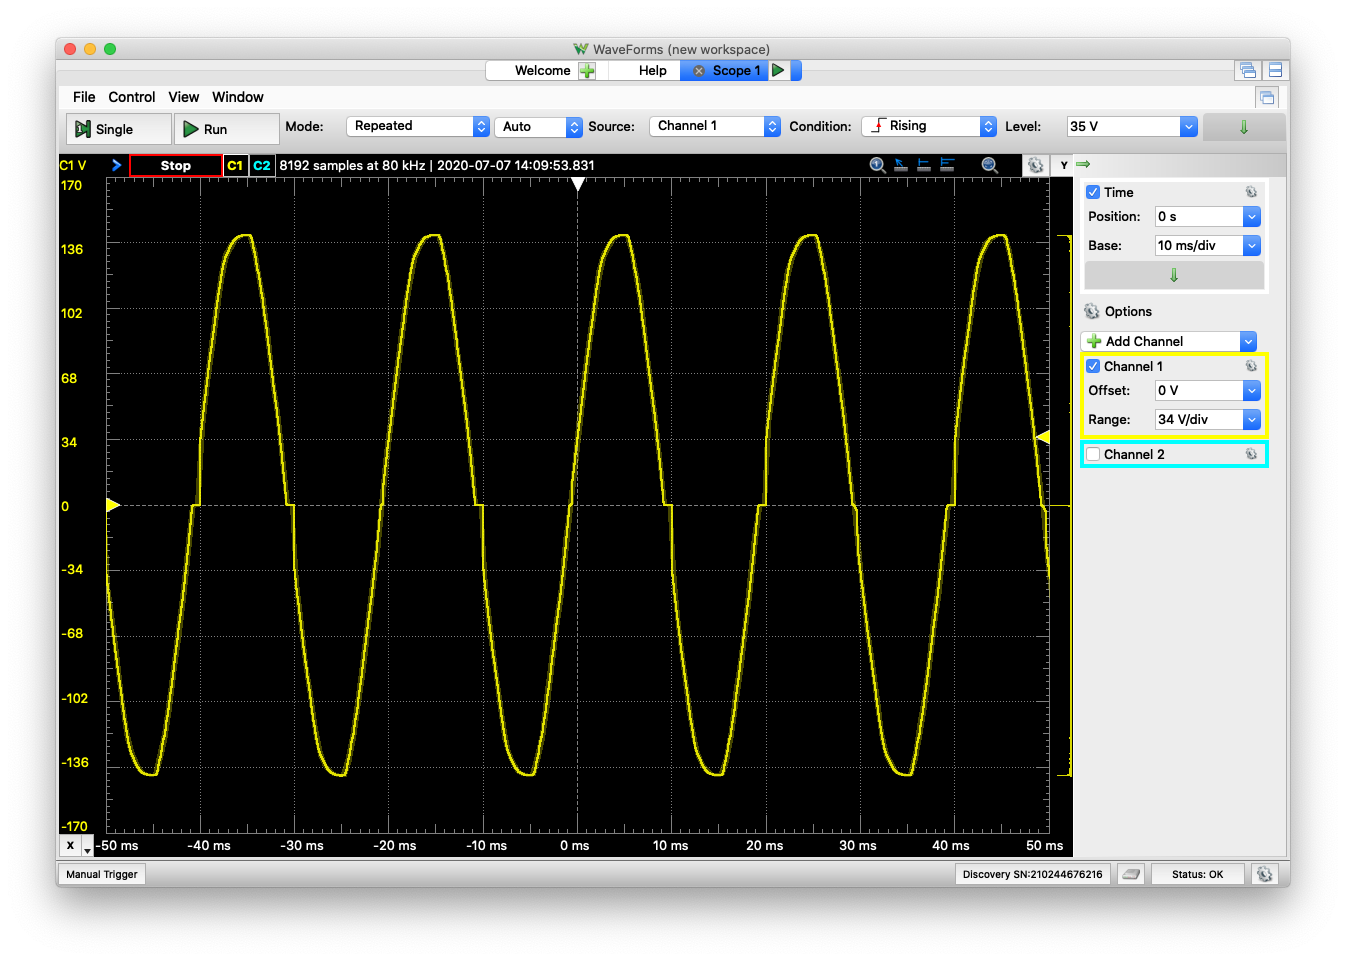 WaveForms (new workspace)
Welcome Help Scope 1
File Control View Window
Single Run Mode: Repeated Auto Source: Channel 1 Condition: Rising Level: 35 V
C1 V Stop C1 C2 8192 samples at 80 kHz | 2020-07-07 14:09:53.831 Y
170
136
102
68
34
0
-34
-68
-102
-136
-170
X -50 ms -40 ms -30 ms -20 ms -10 ms 0 ms 10 ms 20 ms 30 ms 40 ms 50 ms
Time
Position: 0 s
Base: 10 ms/div
Options
Add Channel
Channel 1
Offset: 0 V
Range: 34 V/div
Channel 2
Manual Trigger Discovery SN:210244676216 Status: OK